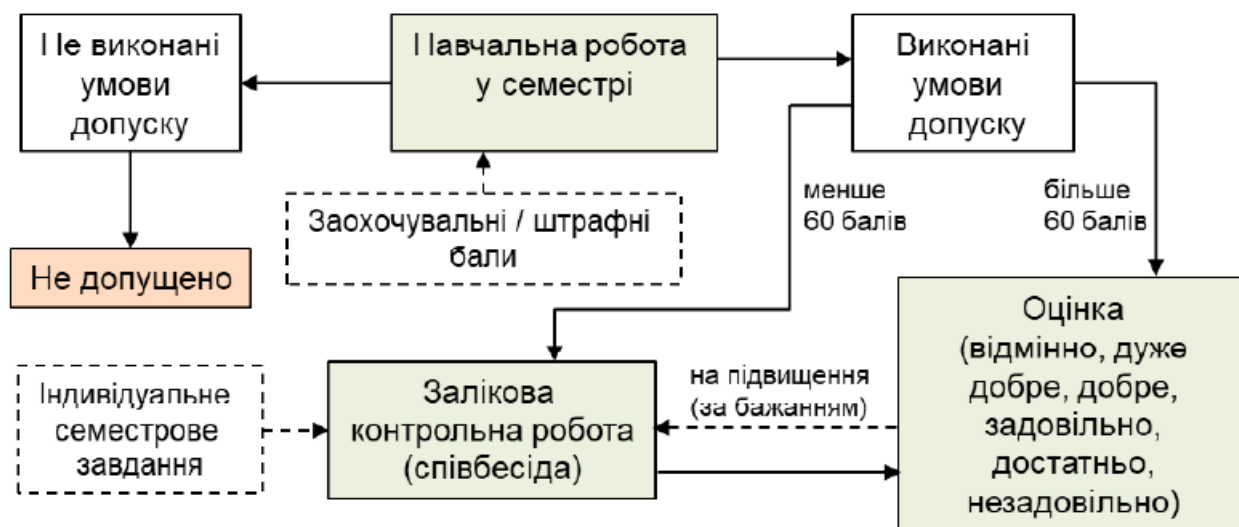 Не виконані
умови
допуску
Навчальна робота
у семестрі
Виконані
умови
допуску
менше
60 балів
більше
60 балів
Заохочувальні / штрафні
бали
Не допущено
Оцінка
(відмінно, дуже
добре, добре,
задовільно,
достатньо,
незадовільно)
Індивідуальне
семестрове
завдання
Залікова
контрольна робота
(співбесіда)
на підвищення
(за бажанням)